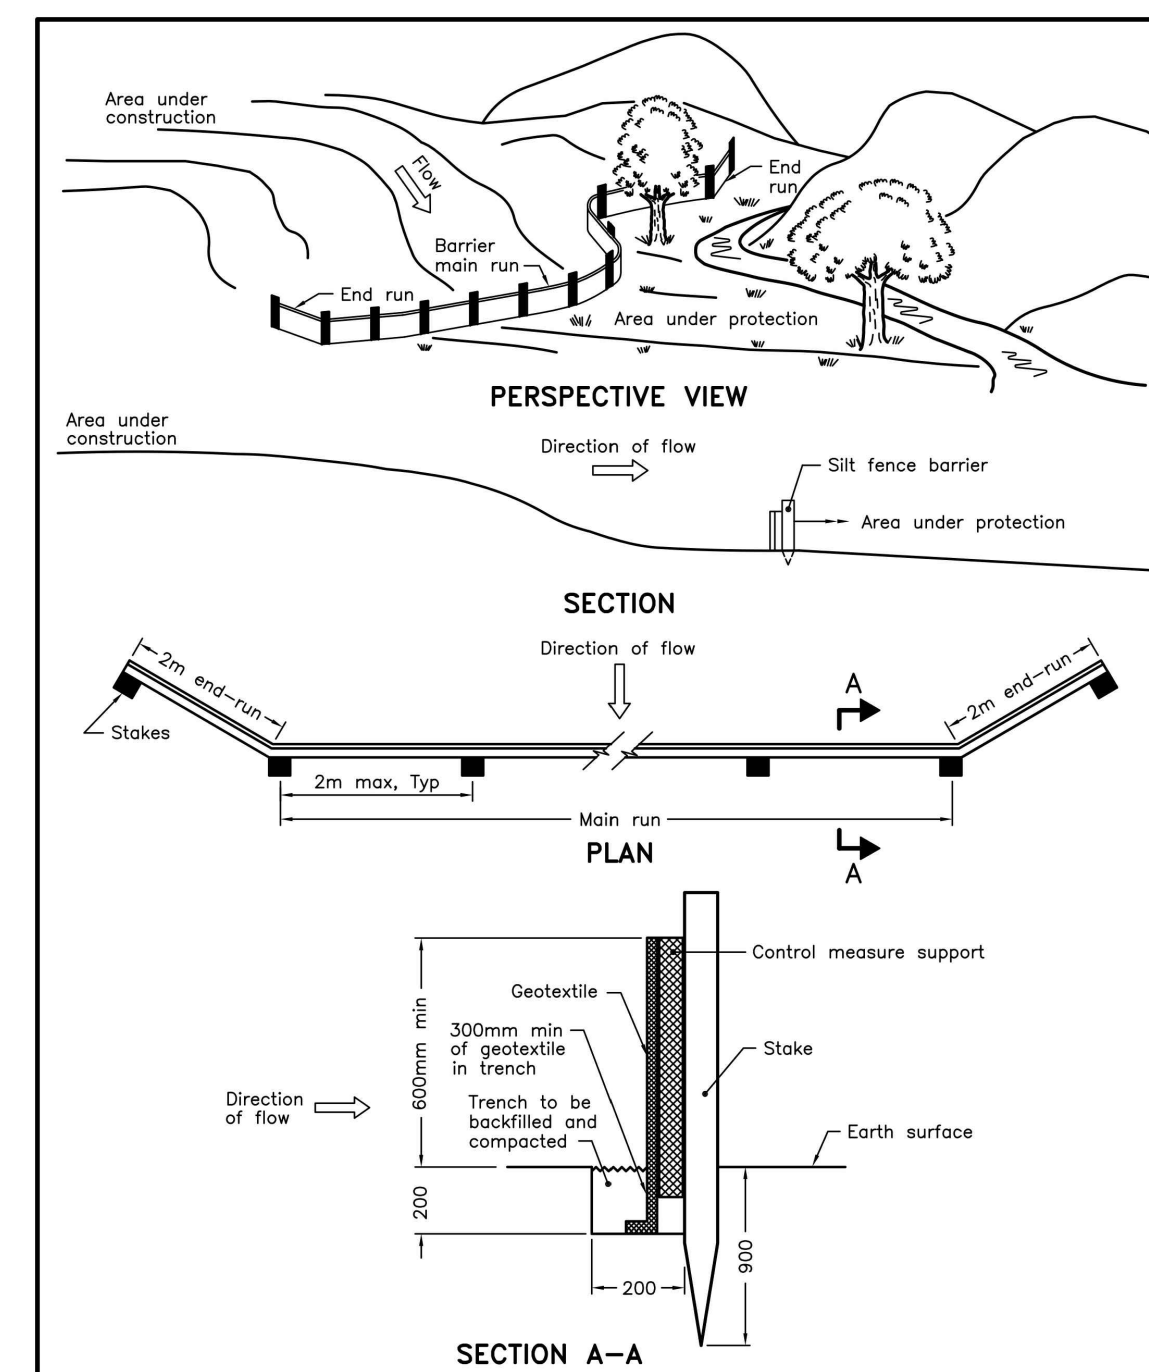 Area under
construction
Flow
End
run
Barrier
main run
End run
Area under protection
PERSPECTIVE VIEW
Area under
construction
Direction of flow
Silt fence barrier
Area under protection
SECTION
Direction of flow
2m end-run
2m end-run
A
Stakes
2m max, Typ
Main run
PLAN
A
Control measure support
Geotextile
600mm min
300mm min
of geotextile
in trench
Stake
Direction
of flow
Trench to be
backfilled and
compacted
Earth surface
200
900
200
SECTION A-A